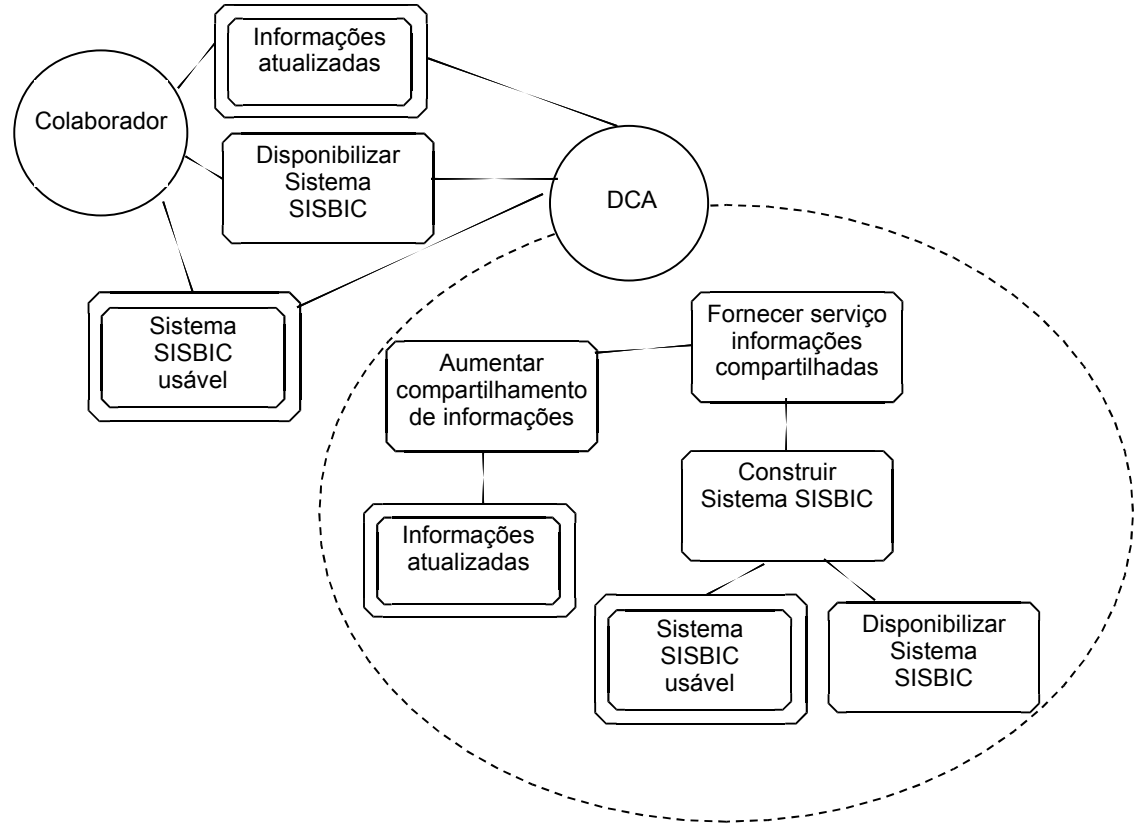 Informações
atualizadas
Colaborador
Disponibilizar
Sistema
SISBIC
DCA
Sistema
SISBIC
usável
Fornecer serviço
informações
compartilhadas
Aumentar
compartilhamento
de informações
Construir
Sistema SISBIC
Informações
atualizadas
Sistema
SISBIC
usável
Disponibilizar
Sistema
SISBIC